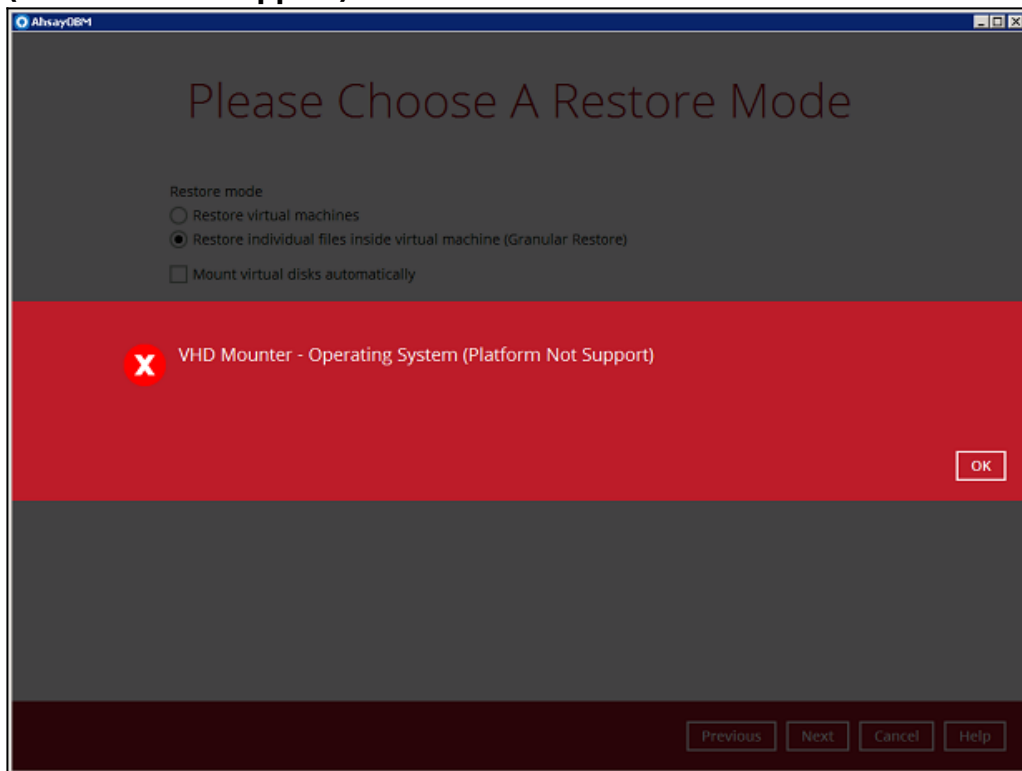 AhsayOBM
Please Choose A Restore Mode
Restore mode
Restore virtual machines
Restore individual files inside virtual machine (Granular Restore)
Mount virtual disks automatically
X
VHD Mounter - Operating System (Platform Not Support)
OK
Previous Next Cancel Help